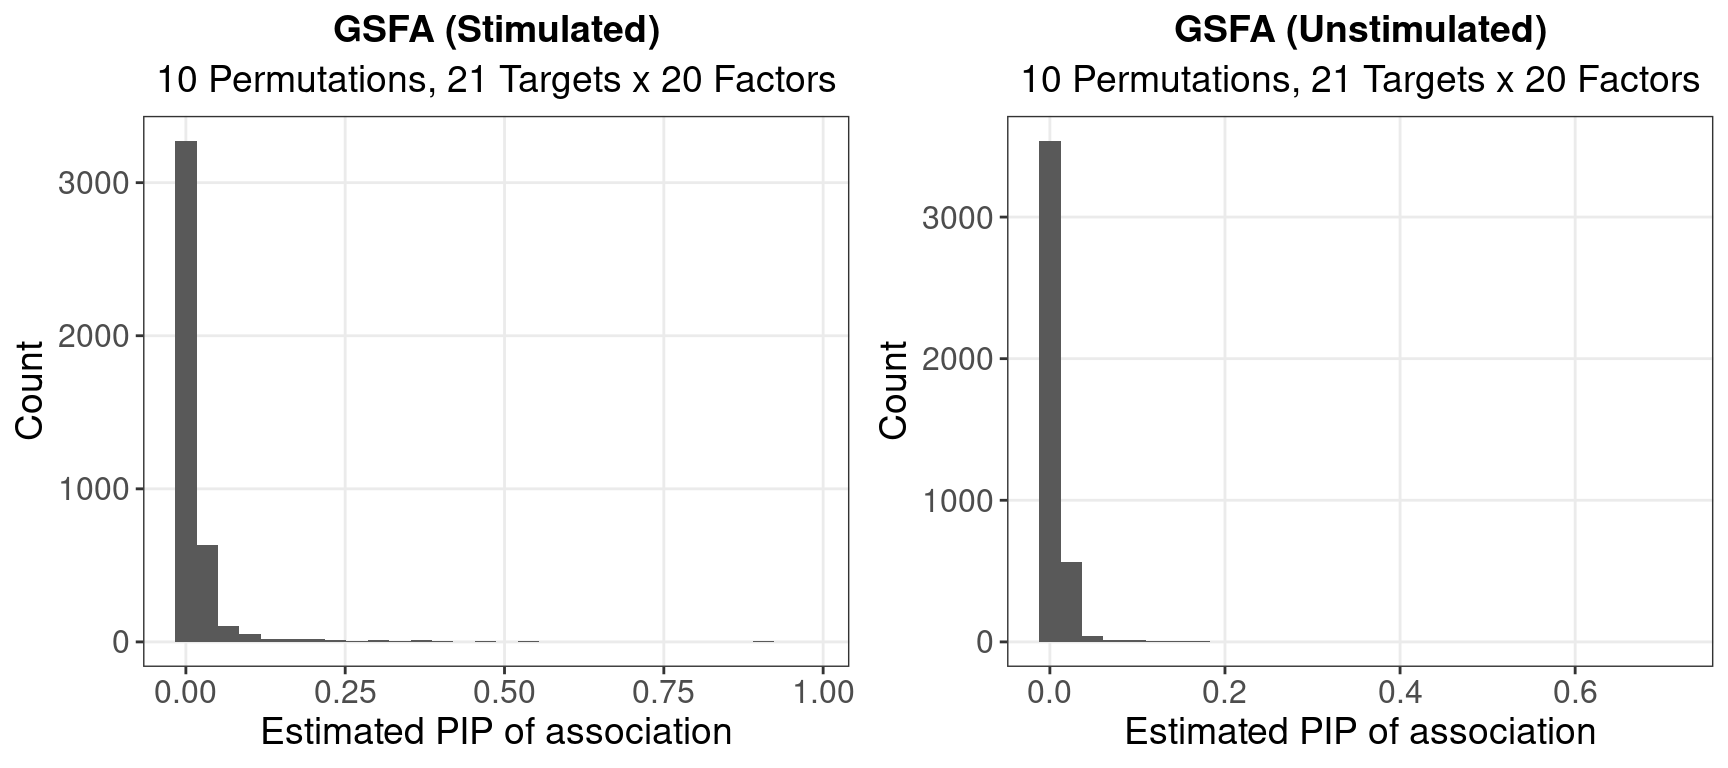 GSFA (Stimulated)
10 Permutations, 21 Targets x 20 Factors
Count
3000
2000
1000
0
0.00 0.25 0.50 0.75 1.00
Estimated PIP of association
GSFA (Unstimulated)
10 Permutations, 21 Targets x 20 Factors
Count
3000
2000
1000
0
0.0 0.2 0.4 0.6
Estimated PIP of association